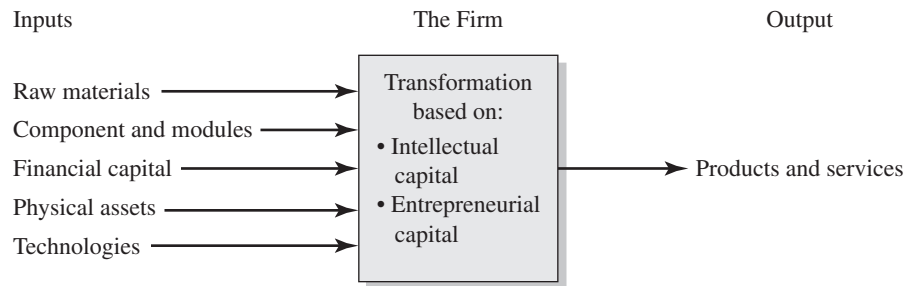 Inputs
The Firm
Output
Raw materials
Component and modules
Financial capital
Physical assets
Technologies
Transformation
based on:
• Intellectual
capital
• Entrepreneurial
capital
Products and services